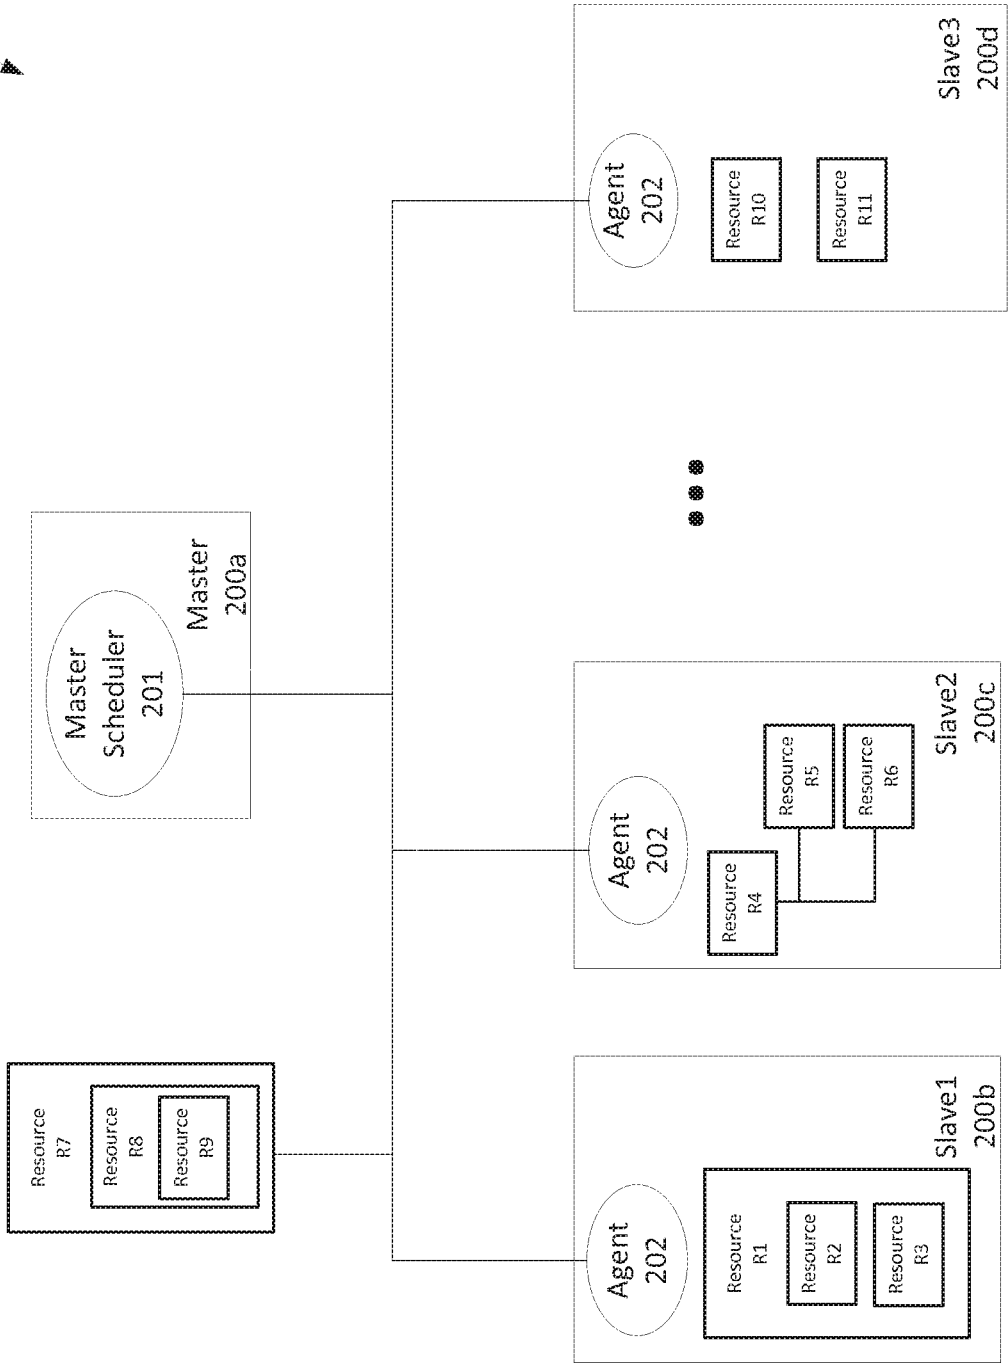 Resource
R7
Resource
R8
Resource
R9
Master
Scheduler
201
Master
200a
Agent
202
Resource
R1
Resource
R2
Resource
R3
Slave1
200b
Agent
202
Resource
R4
Resource
R5
Resource
R6
Slave2
200c
Agent
202
Resource
R10
Resource
R11
Slave3
200d